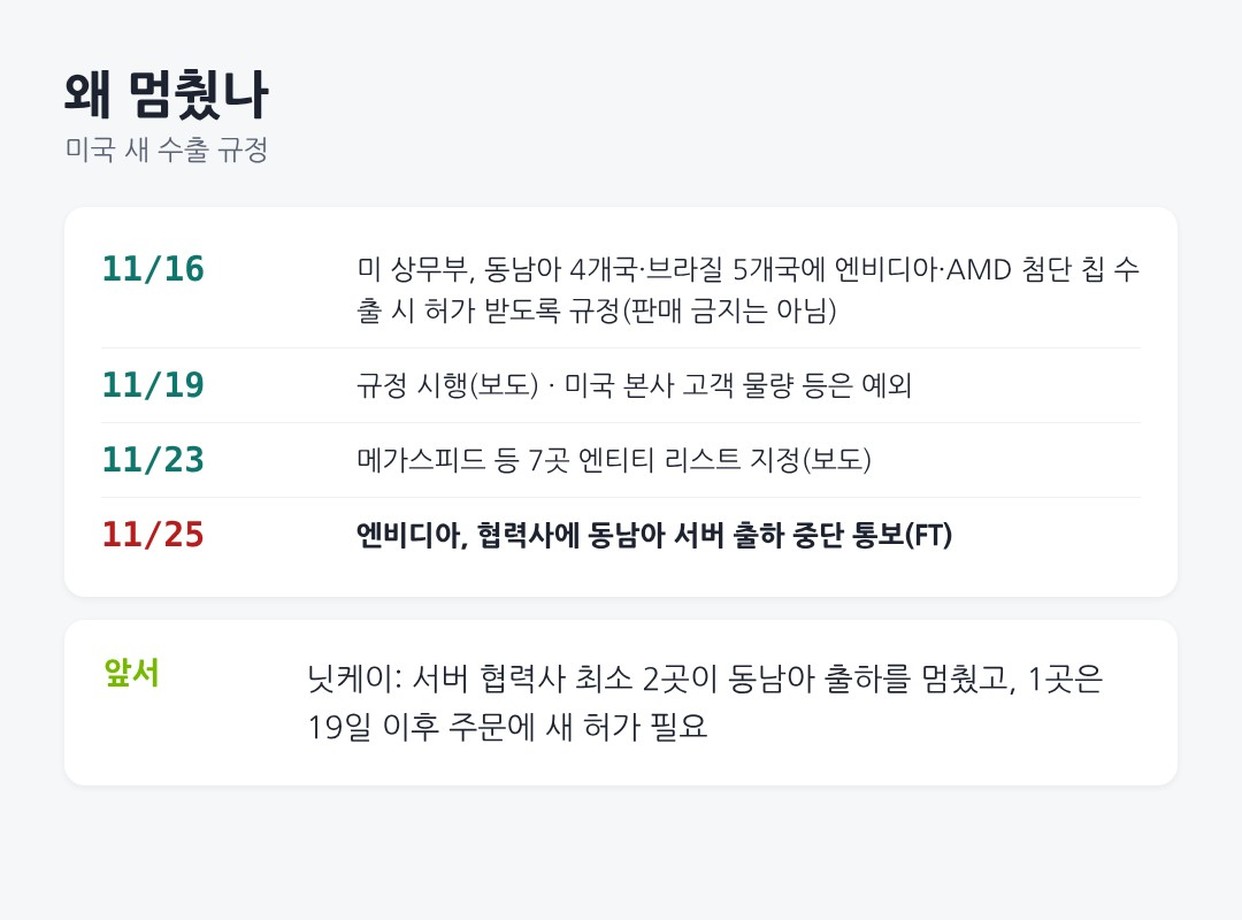 왜 멈췄나
미국 새 수출 규정
11/16
미 상무부, 동남아 4개국·브라질 5개국에 엔비디아·AMD 첨단 칩 수
출 시 허가 받도록 규정(판매 금지는 아님)
11/19
규정 시행(보도) · 미국 본사 고객 물량 등은 예외
11/23
메가스피드 등 7곳 엔티티 리스트 지정(보도)
11/25
엔비디아, 협력사에 동남아 서버 출하 중단 통보(FT)
앞서
닛케이: 서버 협력사 최소 2곳이 동남아 출하를 멈췄고, 1곳은
19일 이후 주문에 새 허가 필요